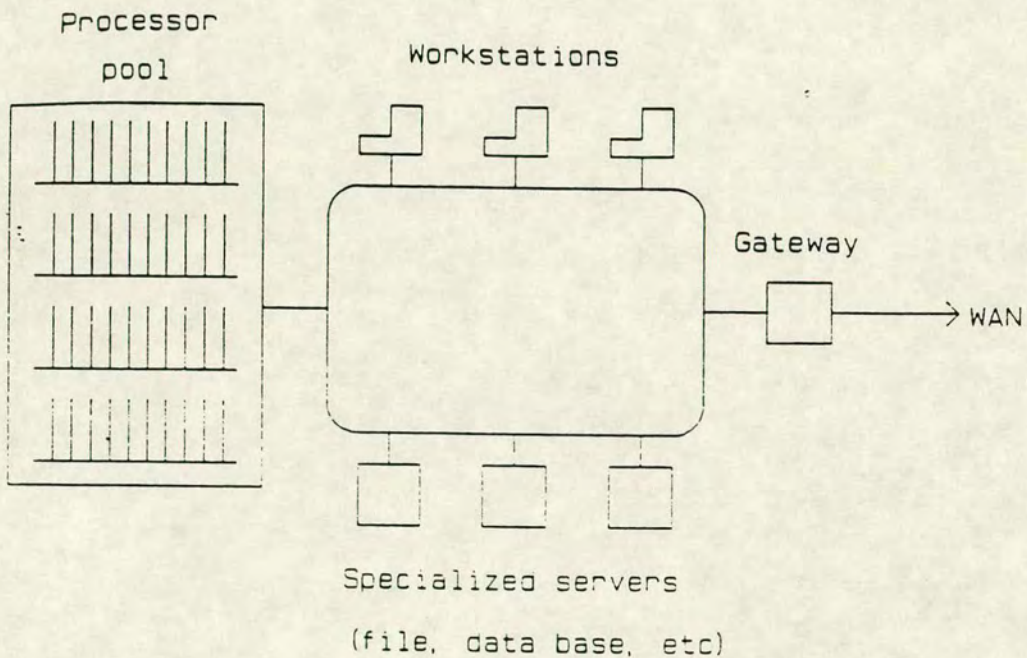 Processor
pool
Workstations
Gateway
WAN
Specialized servers
(file, data base, etc)